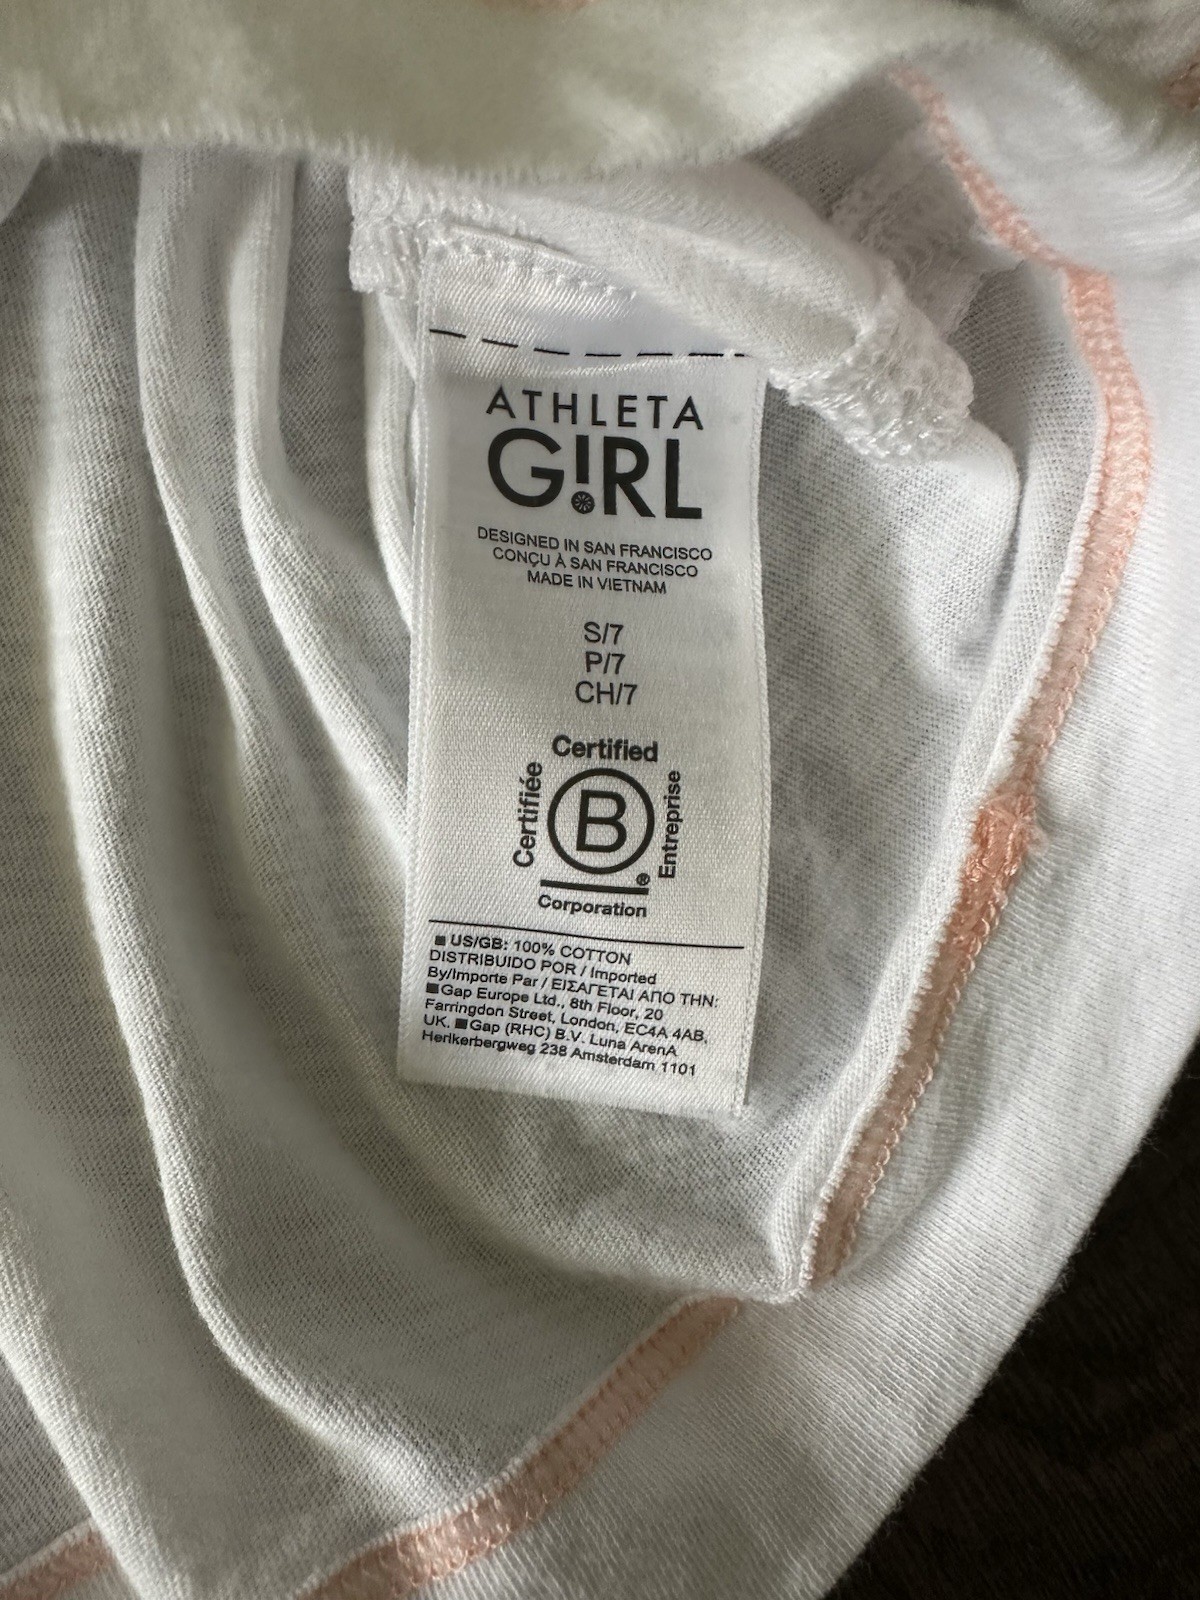 ATHLETA
G!RL
DESIGNED IN SAN FRANCISCO
CONÇU À SAN FRANCISCO
MADE IN VIETNAM
S/7
P/7
CH/7
Certified
Certifiée
B
Entreprise
®
Corporation
■ US/GB: 100% COTTON
DISTRIBUIDO POR / Imported
By/Importe Par / ΕΙΣΑΓΕΤΑΙ ΑΠΟ ΤΗΝ:
■Gap Europe Ltd., 8th Floor, 20
Farringdon Street, London, EC4A 4AB,
UK. ■Gap (RHC) B.V. Luna ArenA
Herikerbergweg 238 Amsterdam 1101